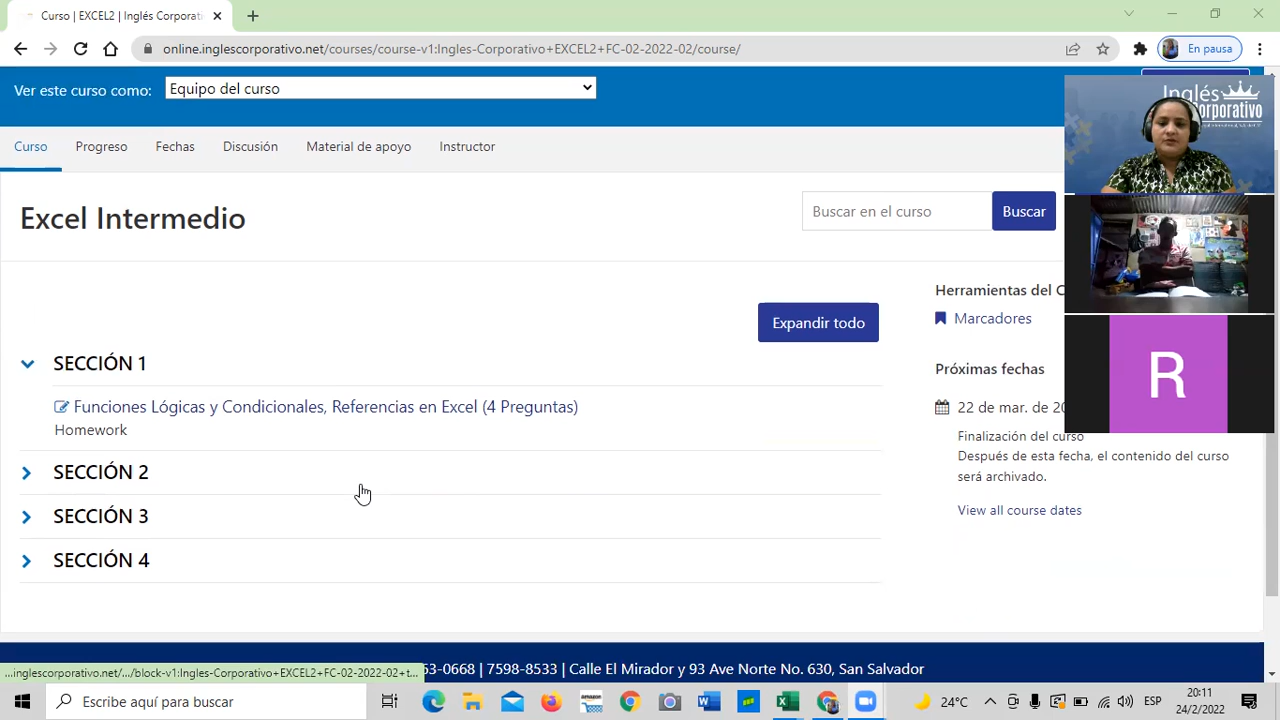 Curso | EXCEL2 | Inglés Corporati
online.inglescorporativo.net/courses/course-v1:Ingles-Corporativo+EXCEL2+FC-02-2022-02/course/
En pausa
Ver este curso como:
Equipo del curso
Inglés
Corporativo
Curso
Progreso
Fechas
Discusión
Material de apoyo
Instructor
Excel Intermedio
Buscar en el curso
Buscar
Herramientas del C
Marcadores
Expandir todo
SECCIÓN 1
Funciones Lógicas y Condicionales, Referencias en Excel (4 Preguntas)
Homework
SECCIÓN 2
SECCIÓN 3
SECCIÓN 4
Próximas fechas
22 de mar. de 20
Finalización del curso
Después de esta fecha, el contenido del curso
será archivado.
View all course dates
R
...inglescorporativo.net/.../block-v1:Ingles-Corporativo+EXCEL2+FC-02-2022-02+t...
53-0668 | 7598-8533 | Calle El Mirador y 93 Ave Norte No. 630, San Salvador
Escribe aquí para buscar
amazon
24°C
ESP
20:11
24/2/2022